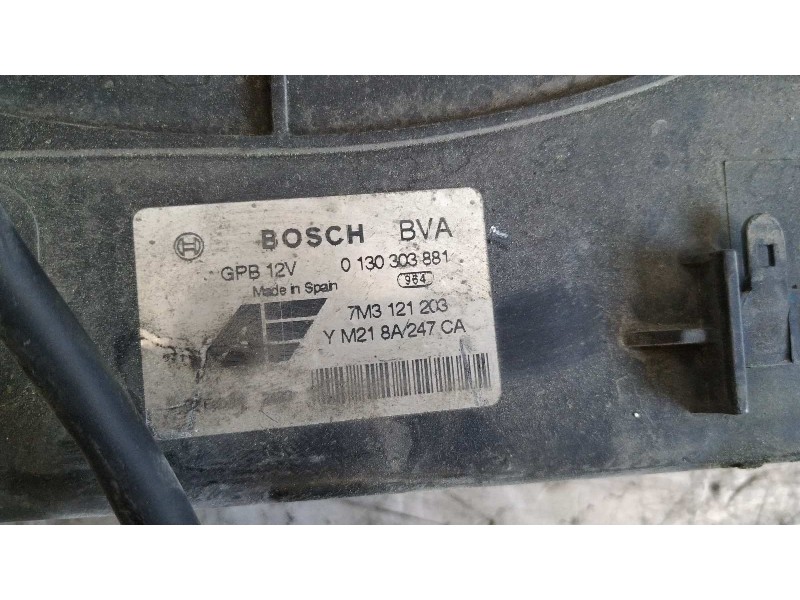 BOSCH BVA
GPB 12V 0 130 303 881
Made in Spain 964
7M3 121 203
Y M21 8A/247 CA